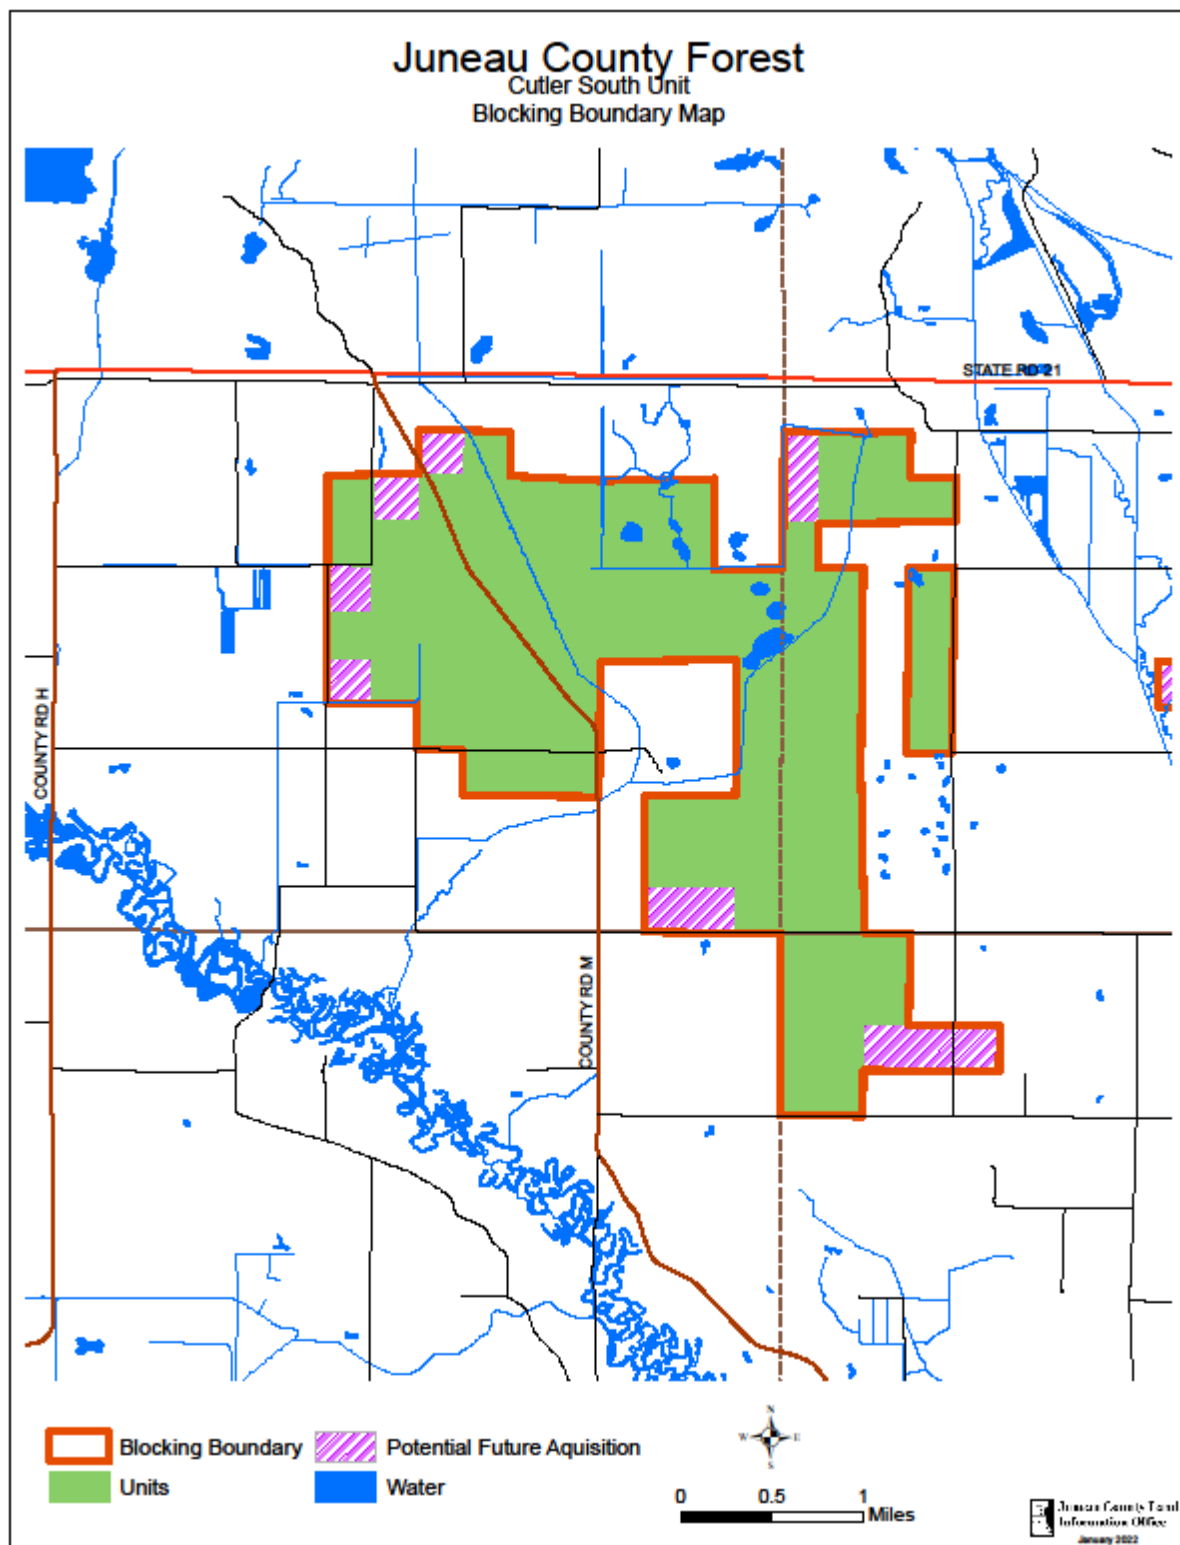 Juneau County Forest
Cutler South Unit
Blocking Boundary Map
STATE RD 21
COUNTY RD H
COUNTY RD M
Blocking Boundary
Potential Future Aquisition
Units
Water
N
W E
S
0 0.5 1
Miles
Juneau County Land
Information Office
January 2022